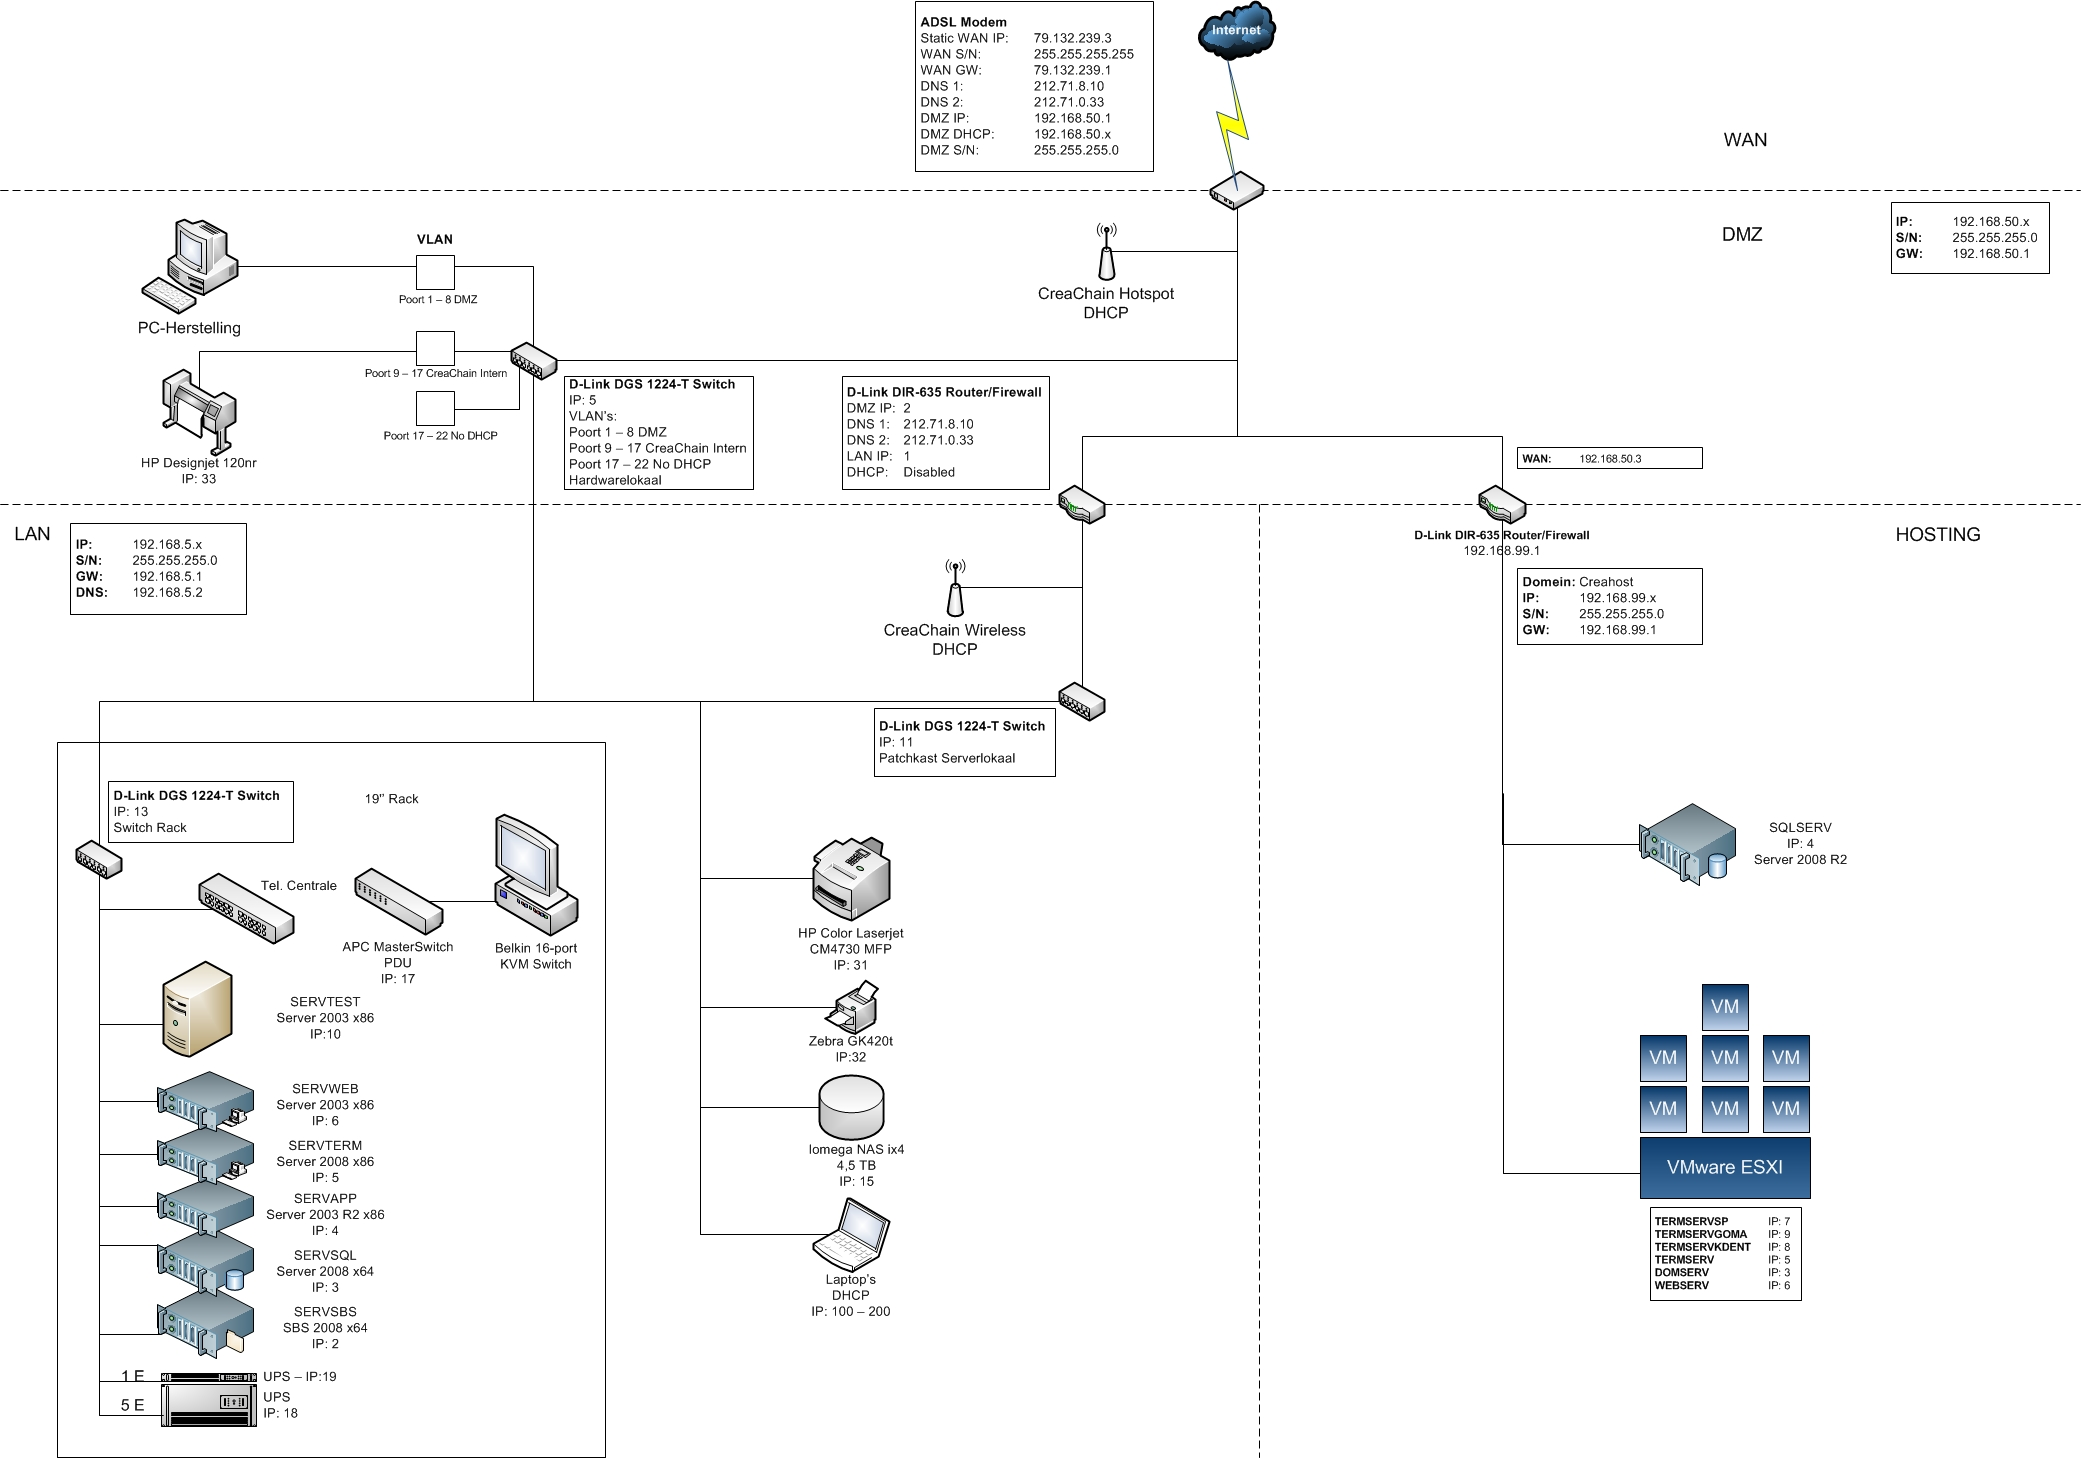 ADSL Modem
Static WAN IP: 79.132.239.3
WAN S/N: 255.255.255.255
WAN GW: 79.132.239.1
DNS 1: 212.71.8.10
DNS 2: 212.71.0.33
DMZ IP: 192.168.50.1
DMZ DHCP: 192.168.50.x
DMZ S/N: 255.255.255.0
Internet
WAN
DMZ
IP: 192.168.50.x
S/N: 255.255.255.0
GW: 192.168.50.1
PC-Herstelling
VLAN
Poort 1 – 8 DMZ
Poort 9 – 17 CreaChain Intern
Poort 17 – 22 No DHCP
HP Designjet 120nr
IP: 33
CreaChain Hotspot
DHCP
D-Link DGS 1224-T Switch
IP: 5
VLAN's:
Poort 1 – 8 DMZ
Poort 9 – 17 CreaChain Intern
Poort 17 – 22 No DHCP
Hardwarelokaal
D-Link DIR-635 Router/Firewall
DMZ IP: 2
DNS 1: 212.71.8.10
DNS 2: 212.71.0.33
LAN IP: 1
DHCP: Disabled
WAN: 192.168.50.3
LAN
IP: 192.168.5.x
S/N: 255.255.255.0
GW: 192.168.5.1
DNS: 192.168.5.2
D-Link DIR-635 Router/Firewall
192.168.99.1
HOSTING
Domein: Creahost
IP: 192.168.99.x
S/N: 255.255.255.0
GW: 192.168.99.1
CreaChain Wireless
DHCP
D-Link DGS 1224-T Switch
IP: 11
Patchkast Serverlokaal
D-Link DGS 1224-T Switch
IP: 13
Switch Rack
19" Rack
Tel. Centrale
APC MasterSwitch
PDU
IP: 17
Belkin 16-port
KVM Switch
SERVTEST
Server 2003 x86
IP:10
SERVWEB
Server 2003 x86
IP: 6
SERVTERM
Server 2008 x86
IP: 5
SERVAPP
Server 2003 R2 x86
IP: 4
SERVSQL
Server 2008 x64
IP: 3
SERVSBS
SBS 2008 x64
IP: 2
1 E
UPS – IP:19
5 E
UPS
IP: 18
HP Color Laserjet
CM4730 MFP
IP: 31
Zebra GK420t
IP:32
Iomega NAS ix4
4,5 TB
IP: 15
Laptop's
DHCP
IP: 100 – 200
SQLSERV
IP: 4
Server 2008 R2
VM
VM VM VM
VM VM VM
VMware ESXI
TERMSERVSP IP: 7
TERMSERVGOMA IP: 9
TERMSERVKDENT IP: 8
TERMSERV IP: 5
DOMSERV IP: 3
WEBSERV IP: 6